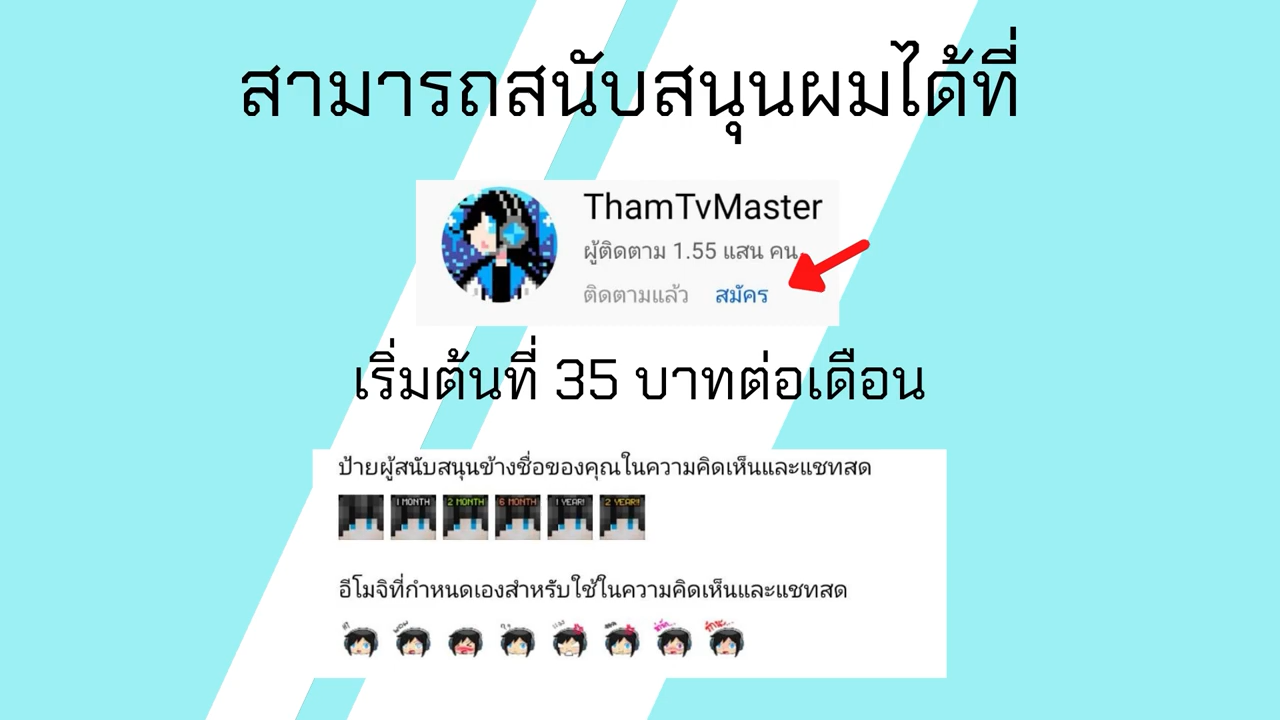 สามารถสนับสนุนผมได้ที่
ThamTvMaster
ผู้ติดตาม 1.55 แสน คน
ติดตามแล้ว สมัคร
เริ่มต้นที่ 35 บาทต่อเดือน
ป้ายผู้สนับสนุนข้างชื่อของคุณในความคิดเห็นและแชทสด
1 MONTH 2 MONTH 6 MONTH 1 YEAR! 2 YEAR!!
อีโมจิที่กำหนดเองสำหรับใช้ในความคิดเห็นและแชทสด